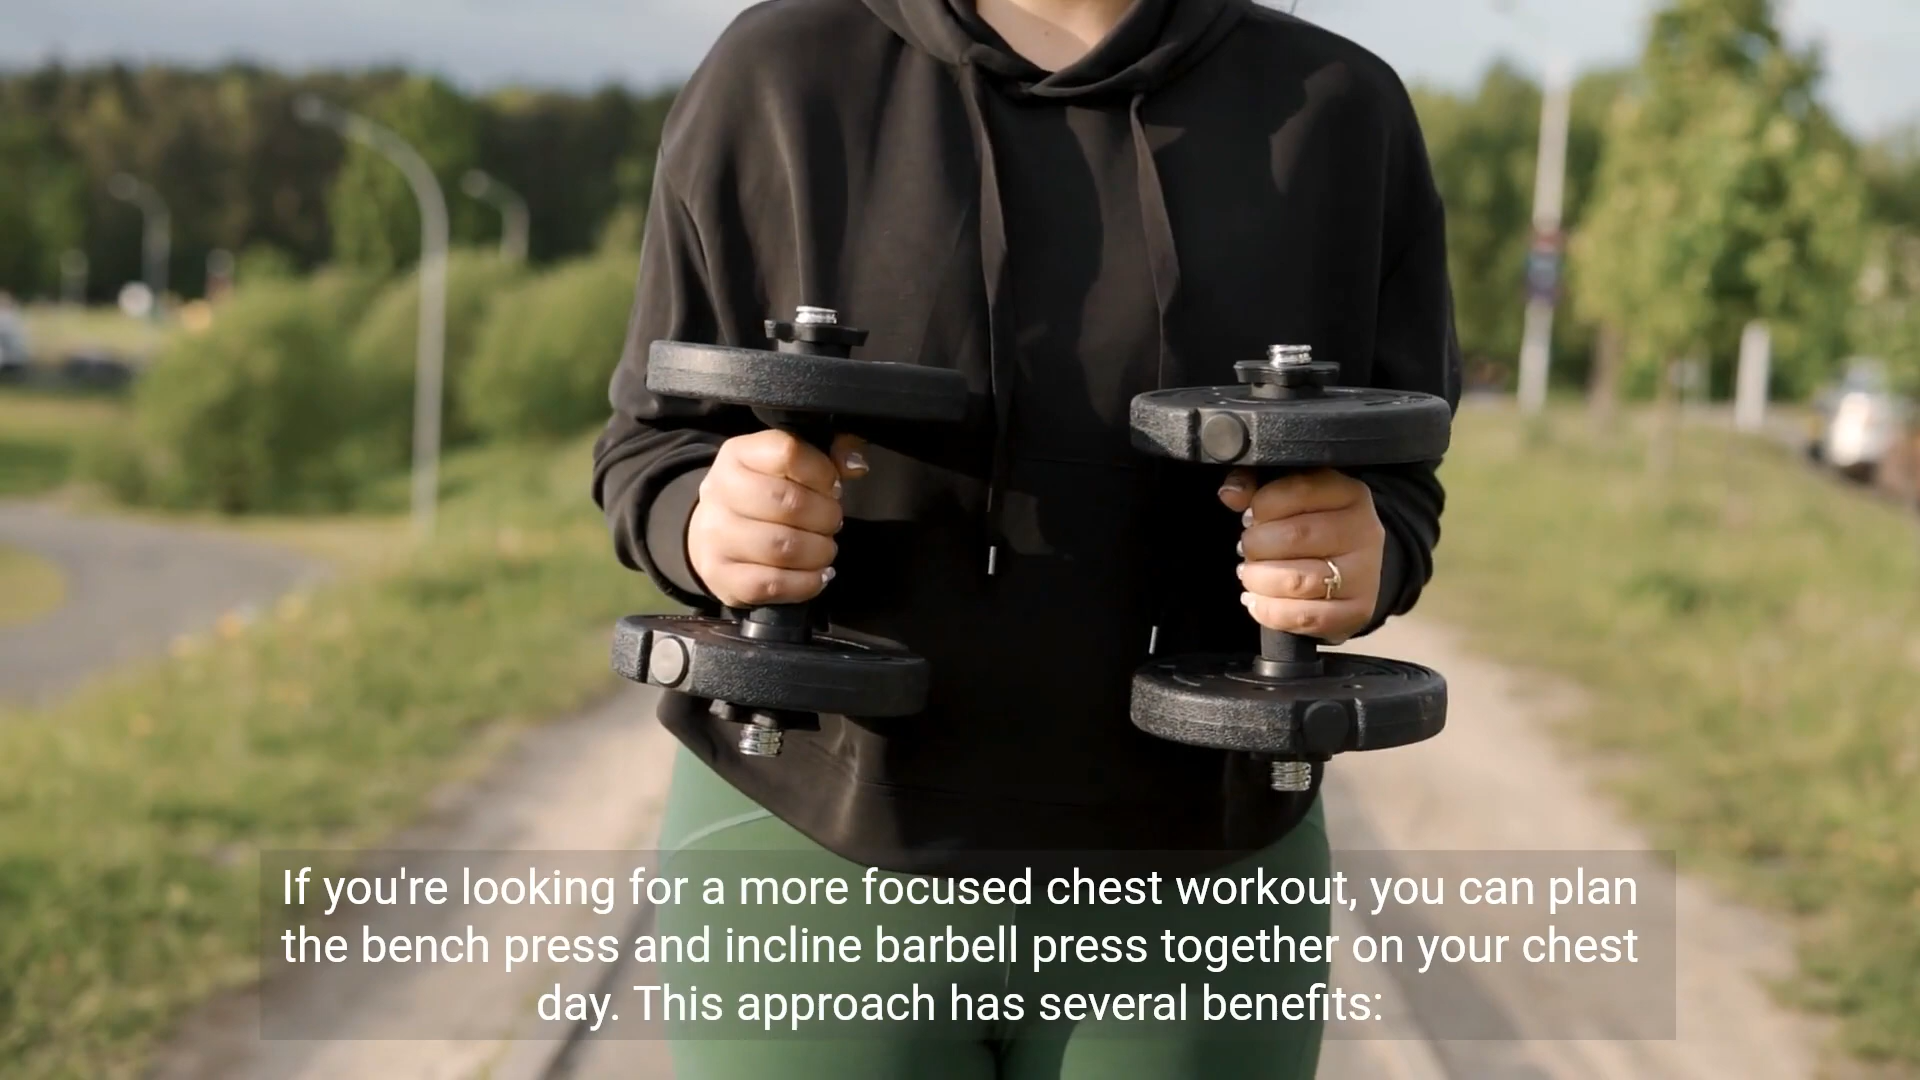 If you're looking for a more focused chest workout, you can plan
the bench press and incline barbell press together on your chest
day. This approach has several benefits: